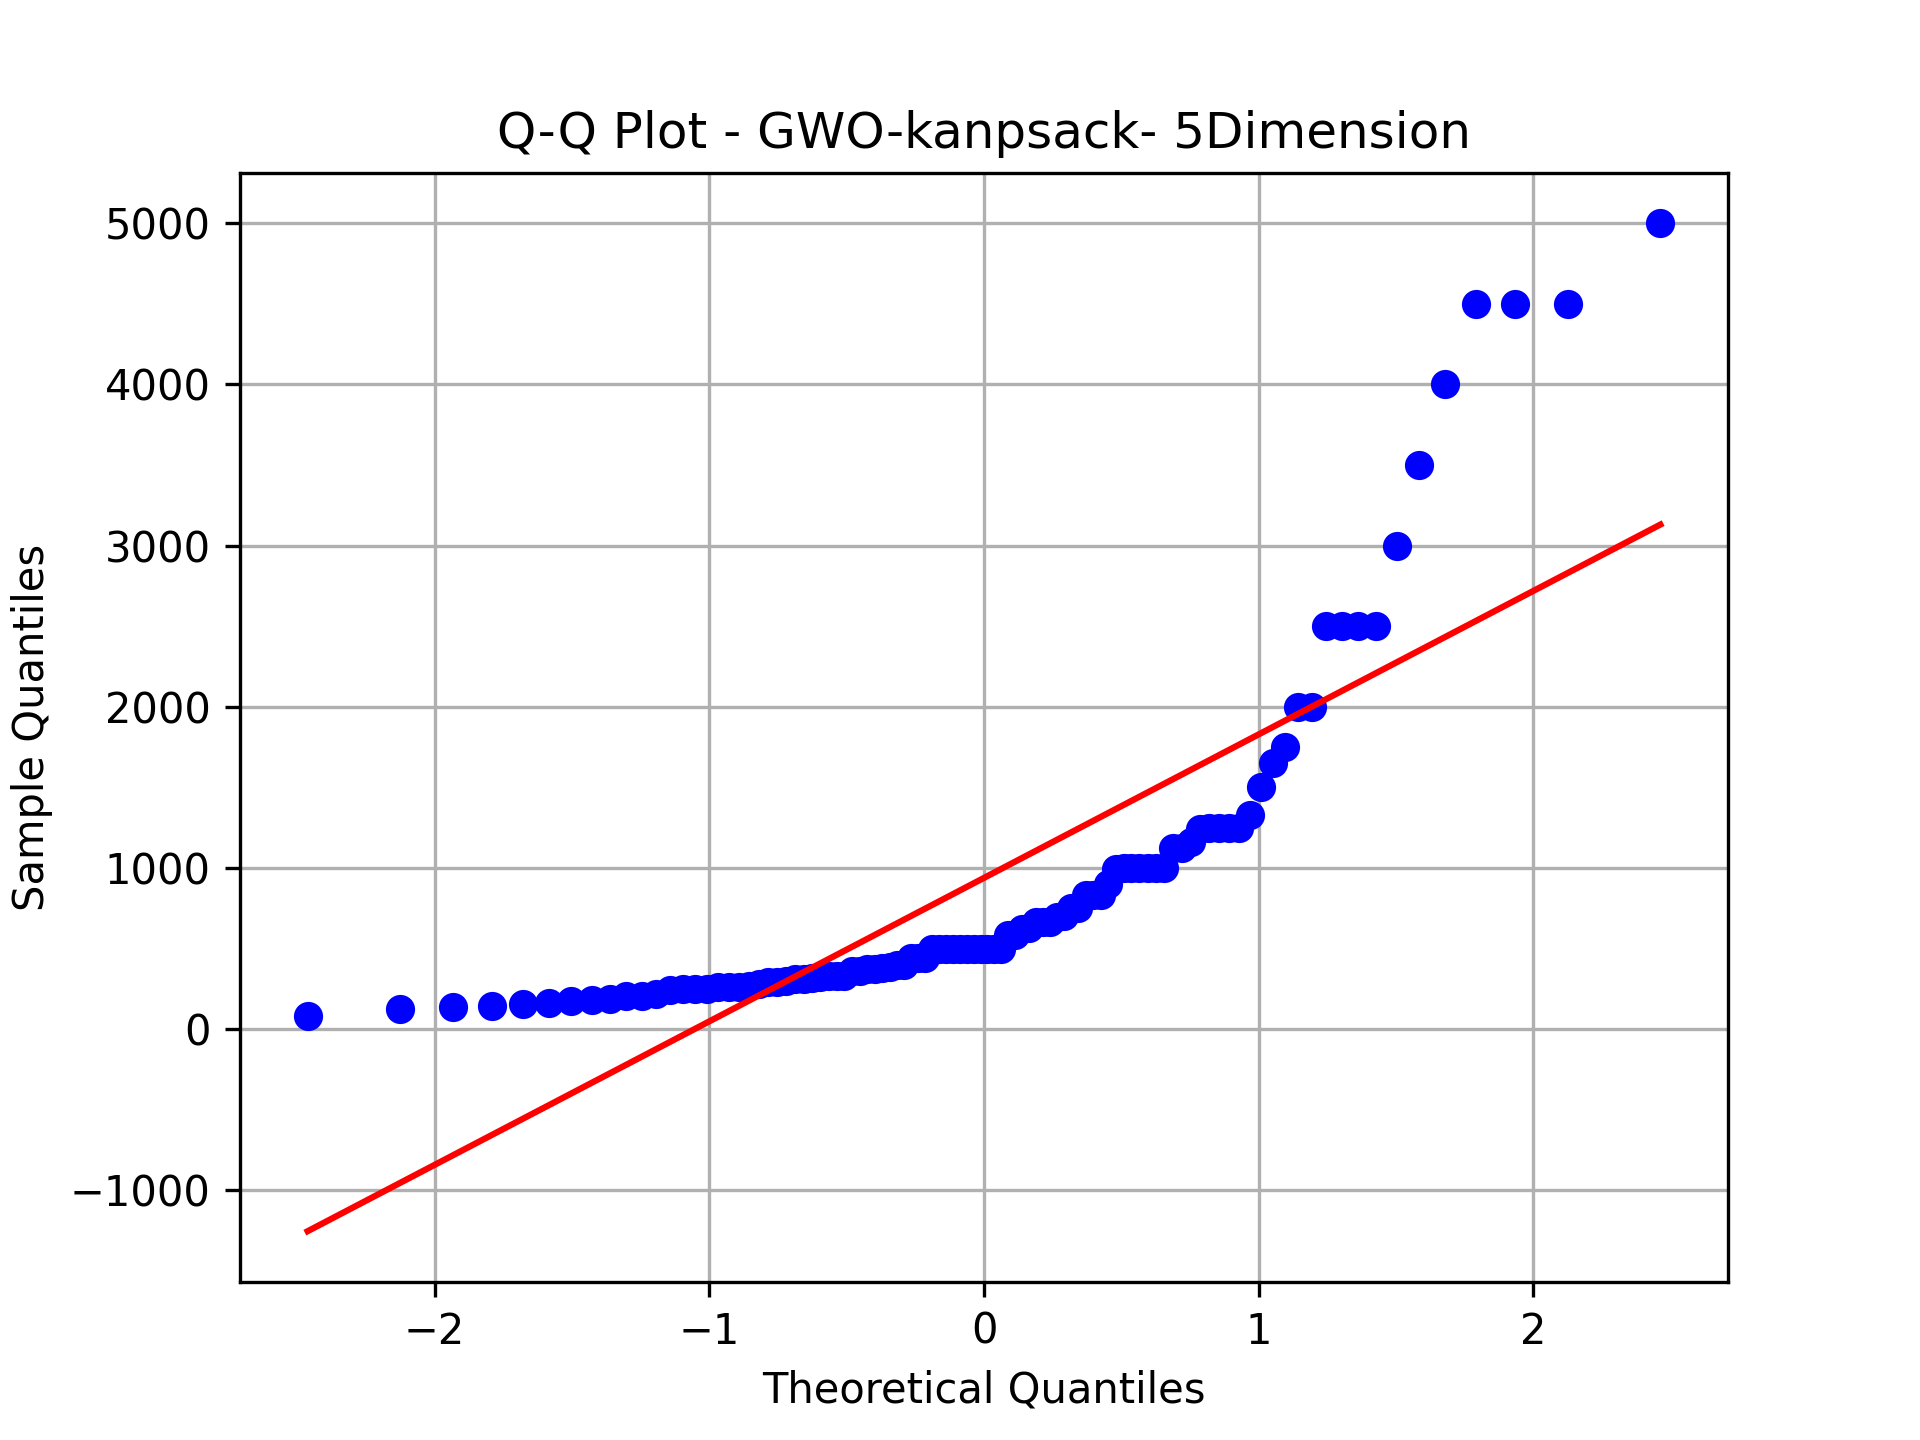 Q-Q Plot - GWO-kanpsack- 5Dimension
5000
4000
3000
2000
1000
0
−1000
Sample Quantiles
−2 −1 0 1 2
Theoretical Quantiles